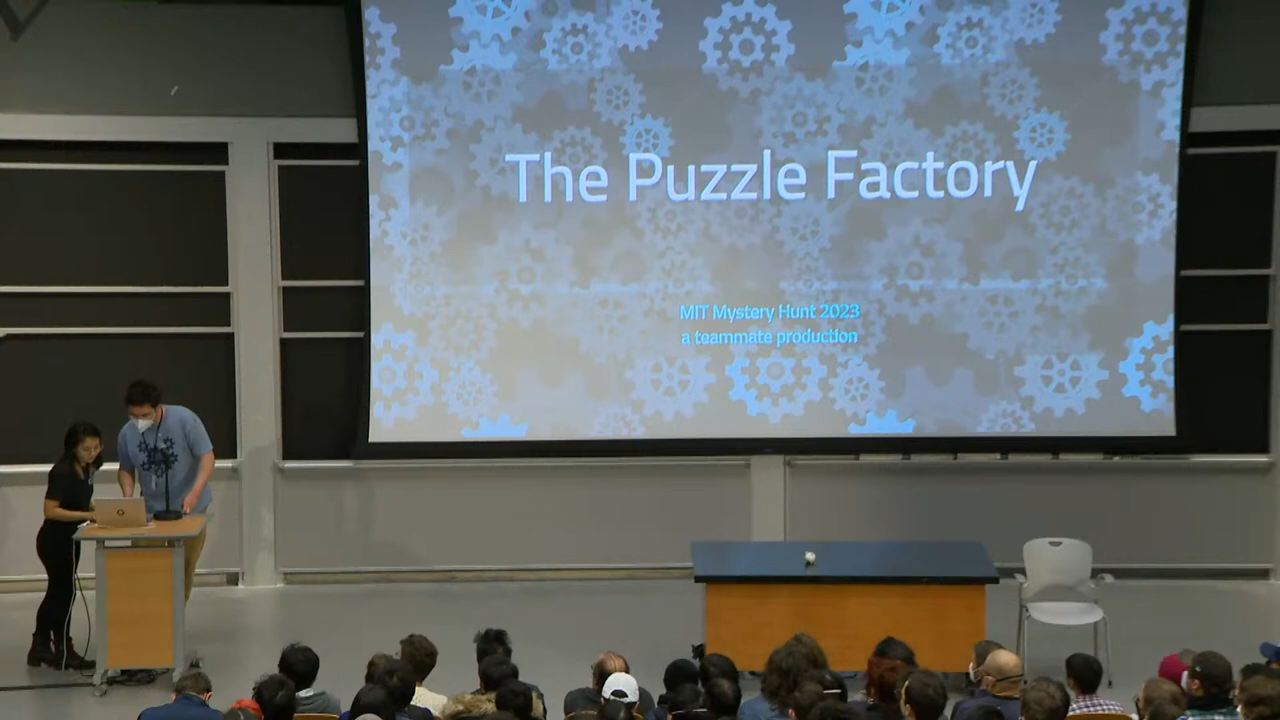 The Puzzle Factory
MIT Mystery Hunt 2023
a teammate production